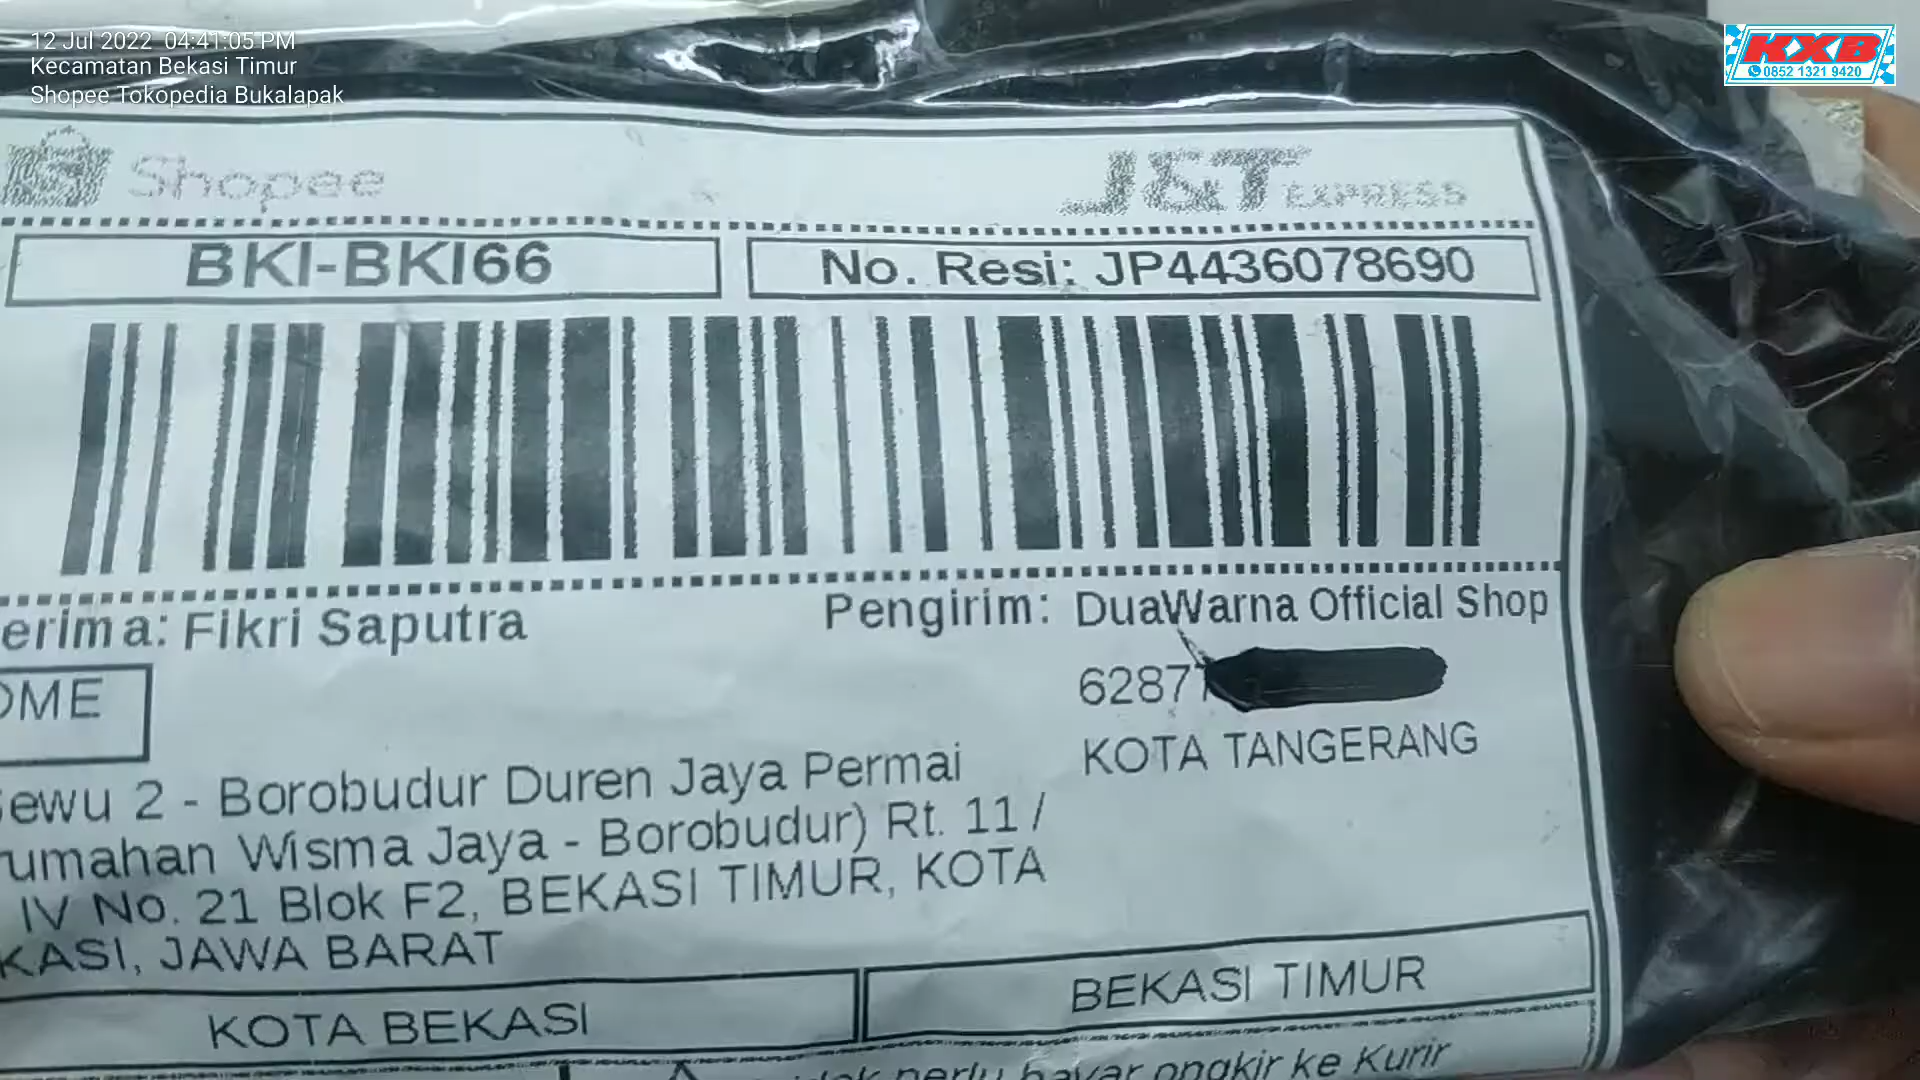 12 Jul 2022 04:41:05 PM
Kecamatan Bekasi Timur
Shopee Tokopedia Bukalapak
KXB
0852 1321 9420
Shopee
J&T EXPRESS
BKI-BKI66
No. Resi: JP4436078690
erima: Fikri Saputra
Pengirim: DuaWarna Official Shop
6287
OME
KOTA TANGERANG
ewu 2 - Borobudur Duren Jaya Permai
rumahan Wisma Jaya - Borobudur) Rt. 11 /
IV No. 21 Blok F2, BEKASI TIMUR, KOTA
KASI, JAWA BARAT
KOTA BEKASI
BEKASI TIMUR
perlu bayar ongkir ke Kurir